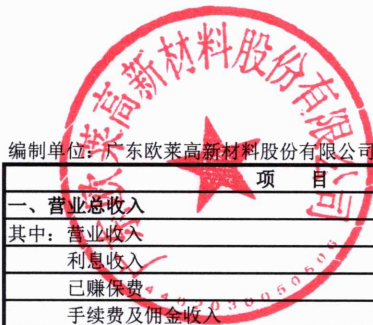 广东欧莱高新材料股份有限公司
编制单位：广东欧莱高新材料股份有限公司
项 目
一、营业总收入
其中：营业收入
利息收入
已赚保费
手续费及佣金收入